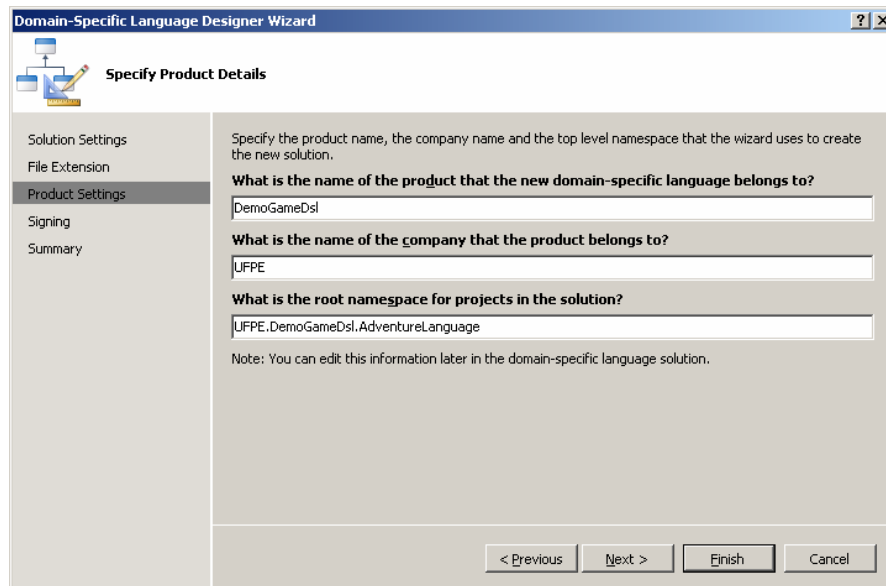 Domain-Specific Language Designer Wizard
Specify Product Details
Solution Settings
File Extension
Product Settings
Signing
Summary
Specify the product name, the company name and the top level namespace that the wizard uses to create
the new solution.
What is the name of the product that the new domain-specific language belongs to?
DemoGameDsl
What is the name of the company that the product belongs to?
UFPE
What is the root namespace for projects in the solution?
UFPE.DemoGameDsl.AdventureLanguage
Note: You can edit this information later in the domain-specific language solution.
< Previous
Next >
Finish
Cancel